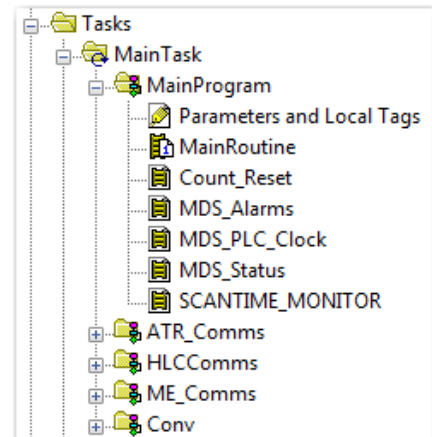 Tasks
MainTask
MainProgram
Parameters and Local Tags
MainRoutine
Count_Reset
MDS_Alarms
MDS_PLC_Clock
MDS_Status
SCANTIME_MONITOR
ATR_Comms
HLCComms
ME_Comms
Conv